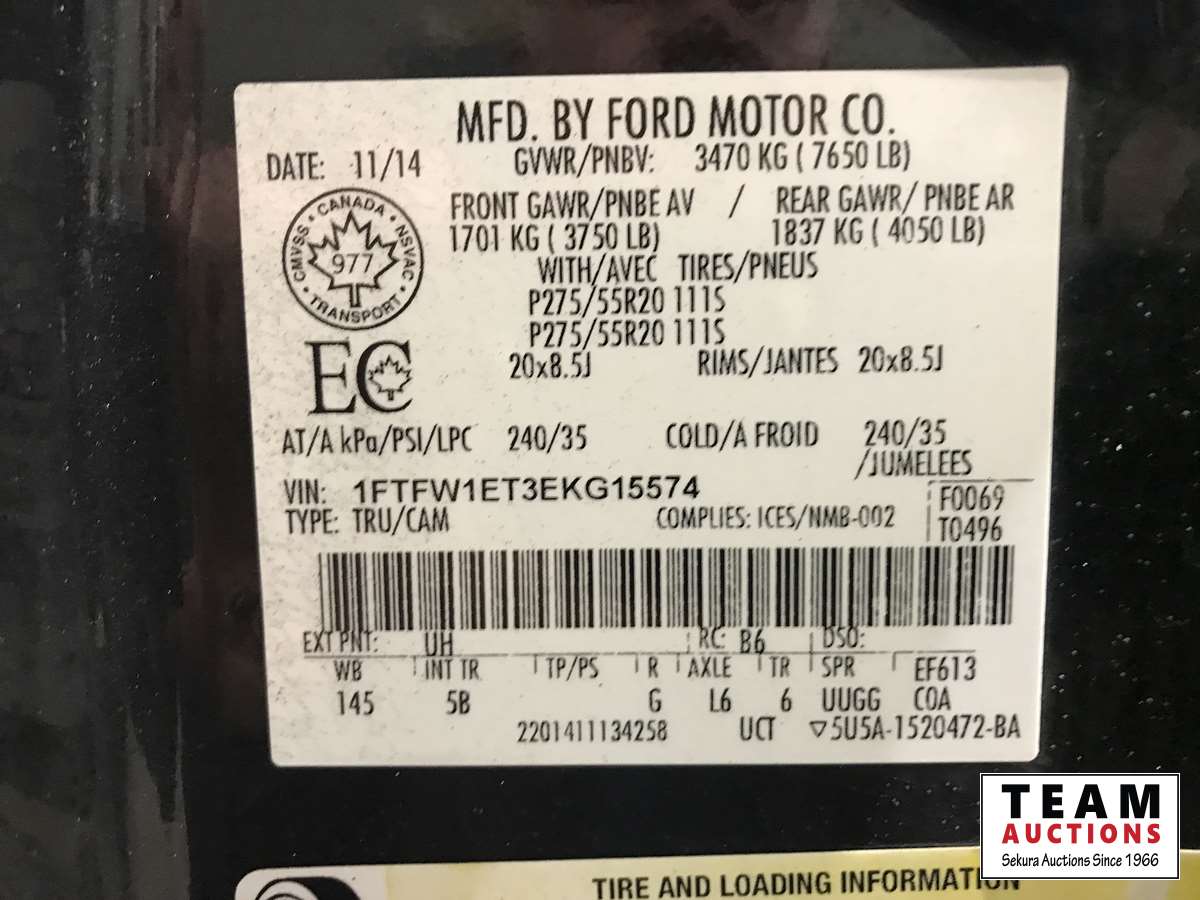 MFD. BY FORD MOTOR CO.
DATE: 11/14 GVWR/PNBV: 3470 KG ( 7650 LB)
FRONT GAWR/PNBE AV / REAR GAWR/ PNBE AR
1701 KG ( 3750 LB) 1837 KG ( 4050 LB)
CANADA
CMVSS NSVAC
977
TRANSPORT
WITH/AVEC TIRES/PNEUS
P275/55R20 111S
P275/55R20 111S
EC
20x8.5J RIMS/JANTES 20x8.5J
AT/A kPa/PSI/LPC 240/35 COLD/A FROID 240/35
/JUMELEES
VIN: 1FTFW1ET3EKG15574 F0069
TYPE: TRU/CAM COMPLIES: ICES/NMB-002 T0496
EXT PNT: UH RC: B6 DSO:
WB INT TR TP/PS R AXLE TR SPR EF613
145 5B G L6 6 UUGG COA
2201411134258 UCT ▽5U5A-1520472-BA
TIRE AND LOADING INFORMATION
TEAM
AUCTIONS
Sekura Auctions Since 1966